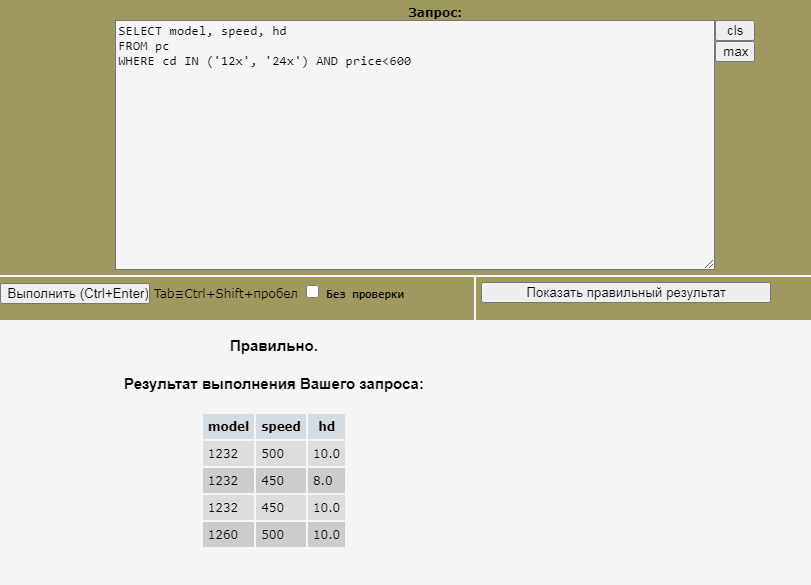 Запрос:
SELECT model, speed, hd
FROM pc
WHERE cd IN ('12x', '24x') AND price<600
cls
max
Выполнить (Ctrl+Enter) Tab≡Ctrl+Shift+пробел Без проверки
Показать правильный результат
Правильно.
Результат выполнения Вашего запроса:
model speed hd
1232 500 10.0
1232 450 8.0
1232 450 10.0
1260 500 10.0